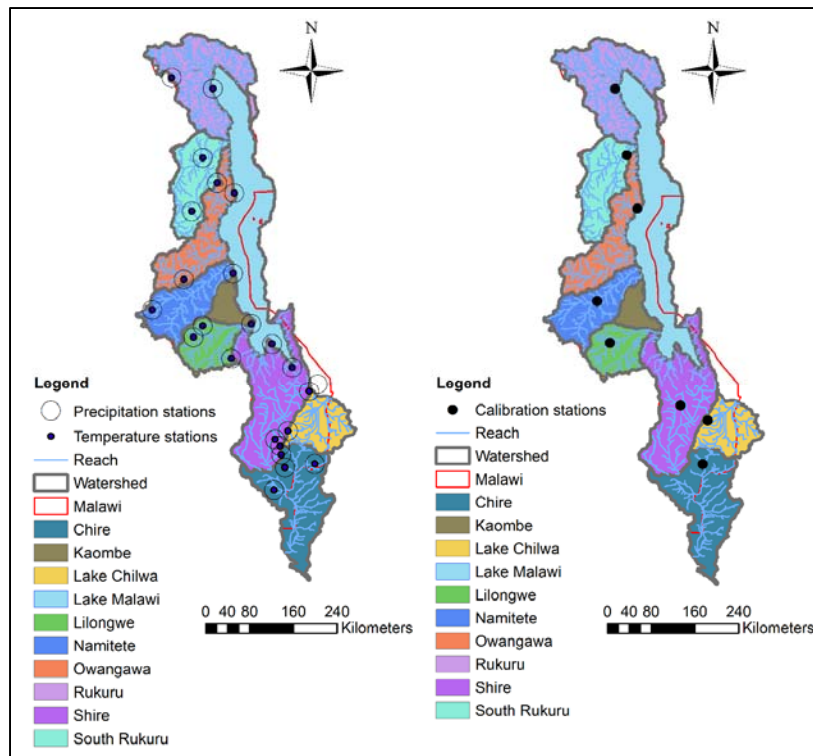 N
Legend
Precipitation stations
Temperature stations
Reach
Watershed
Malawi
Chire
Kaombe
Lake Chilwa
Lake Malawi
Lilongwe
Namitete
Owangawa
Rukuru
Shire
South Rukuru
0 40 80 160 240
Kilometers
N
Legend
Calibration stations
Reach
Watershed
Malawi
Chire
Kaombe
Lake Chilwa
Lake Malawi
Lilongwe
Namitete
Owangawa
Rukuru
Shire
South Rukuru
0 40 80 160 240
Kilometers